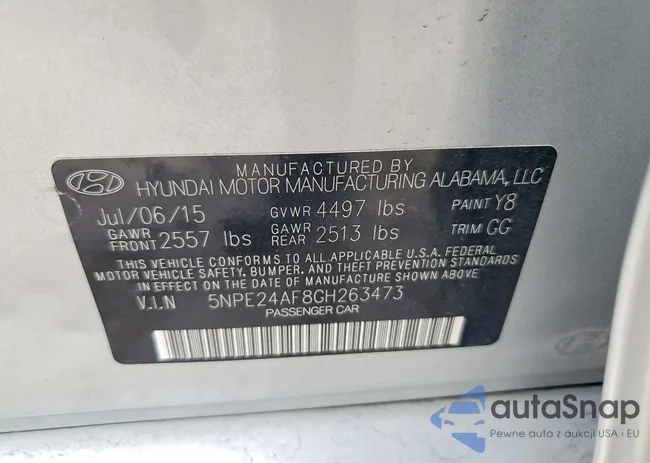 MANUFACTURED BY
HYUNDAI MOTOR MANUFACTURING ALABAMA, LLC
Jul/06/15 GVWR 4497 lbs PAINT Y8
GAWR FRONT 2557 lbs GAWR REAR 2513 lbs TRIM GG
THIS VEHICLE CONFORMS TO ALL APPLICABLE U.S.A. FEDERAL
MOTOR VEHICLE SAFETY, BUMPER, AND THEFT PREVENTION STANDARDS
IN EFFECT ON THE DATE OF MANUFACTURE SHOWN ABOVE.
V.I.N 5NPE24AF8GH263473
PASSENGER CAR
autoSnap
Pewne auta z aukcji USA i EU